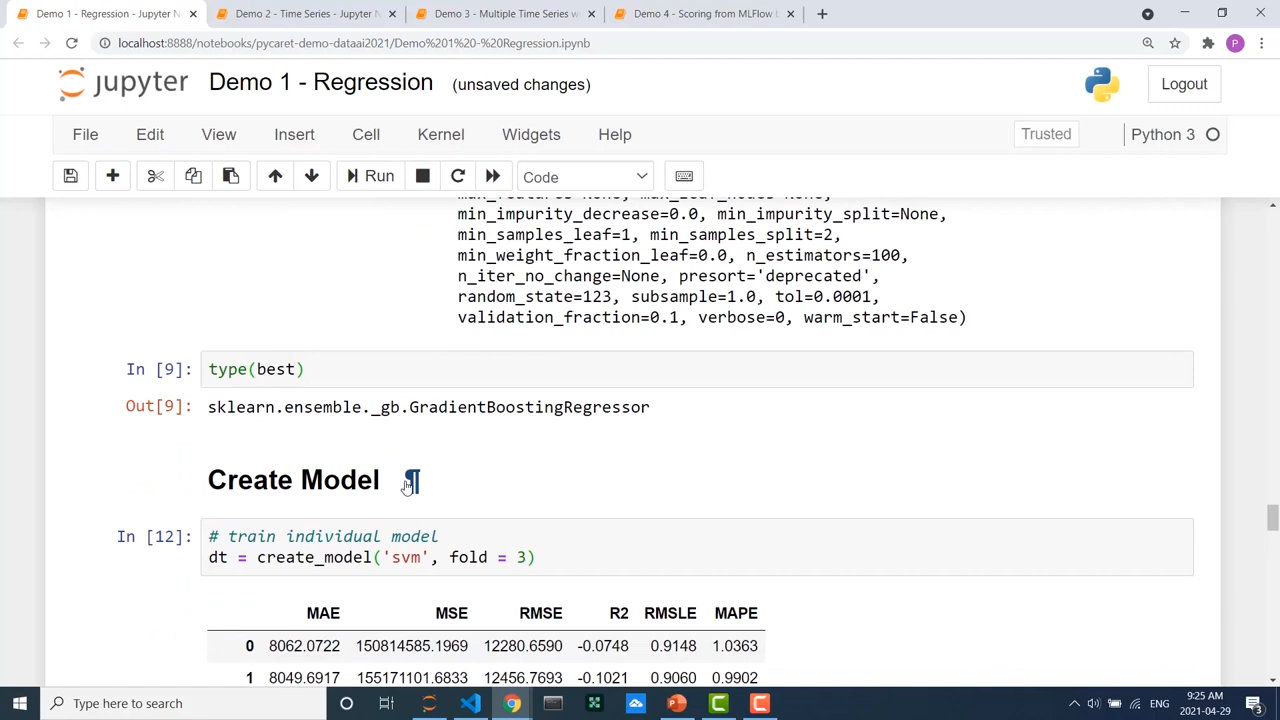 Demo 1 - Regression - Jupyter N
Demo 2 - Time Series - Jupyter N
Demo 3 - Multiple Time Series w
Demo 4 - Scoring from MLFlow
localhost:8888/notebooks/pycaret-demo-dataai2021/Demo%201%20-%20Regression.ipynb
P
jupyter Demo 1 - Regression (unsaved changes)
Logout
File Edit View Insert Cell Kernel Widgets Help
Trusted
Python 3
Run
Code
min_impurity_decrease=0.0, min_impurity_split=None,
min_samples_leaf=1, min_samples_split=2,
min_weight_fraction_leaf=0.0, n_estimators=100,
n_iter_no_change=None, presort='deprecated',
random_state=123, subsample=1.0, tol=0.0001,
validation_fraction=0.1, verbose=0, warm_start=False)
In [9]: type(best)
Out[9]: sklearn.ensemble._gb.GradientBoostingRegressor
Create Model ¶
In [12]: # train individual model
dt = create_model('svm', fold = 3)
MAE MSE RMSE R2 RMSLE MAPE
0 8062.0722 150814585.1969 12280.6590 -0.0748 0.9148 1.0363
1 8049.6917 155171101.6833 12456.7693 -0.1021 0.9060 0.9902
Type here to search
9:25 AM
2021-04-29
3